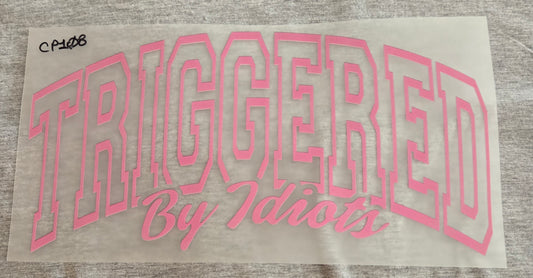 CP108
TRIGGERED
By Idiots